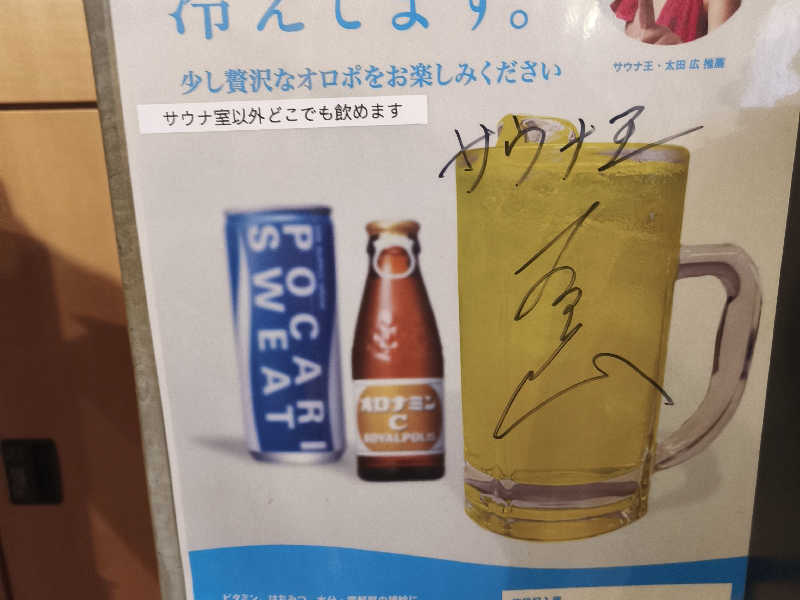 冷えします。
少し贅沢なオロポをお楽しみください
サウナ王・太田 広 推薦
サウナ室以外どこでも飲めます
サウナ王
POCARI
SWEAT
オロナミン
C
ROYALPOLIS